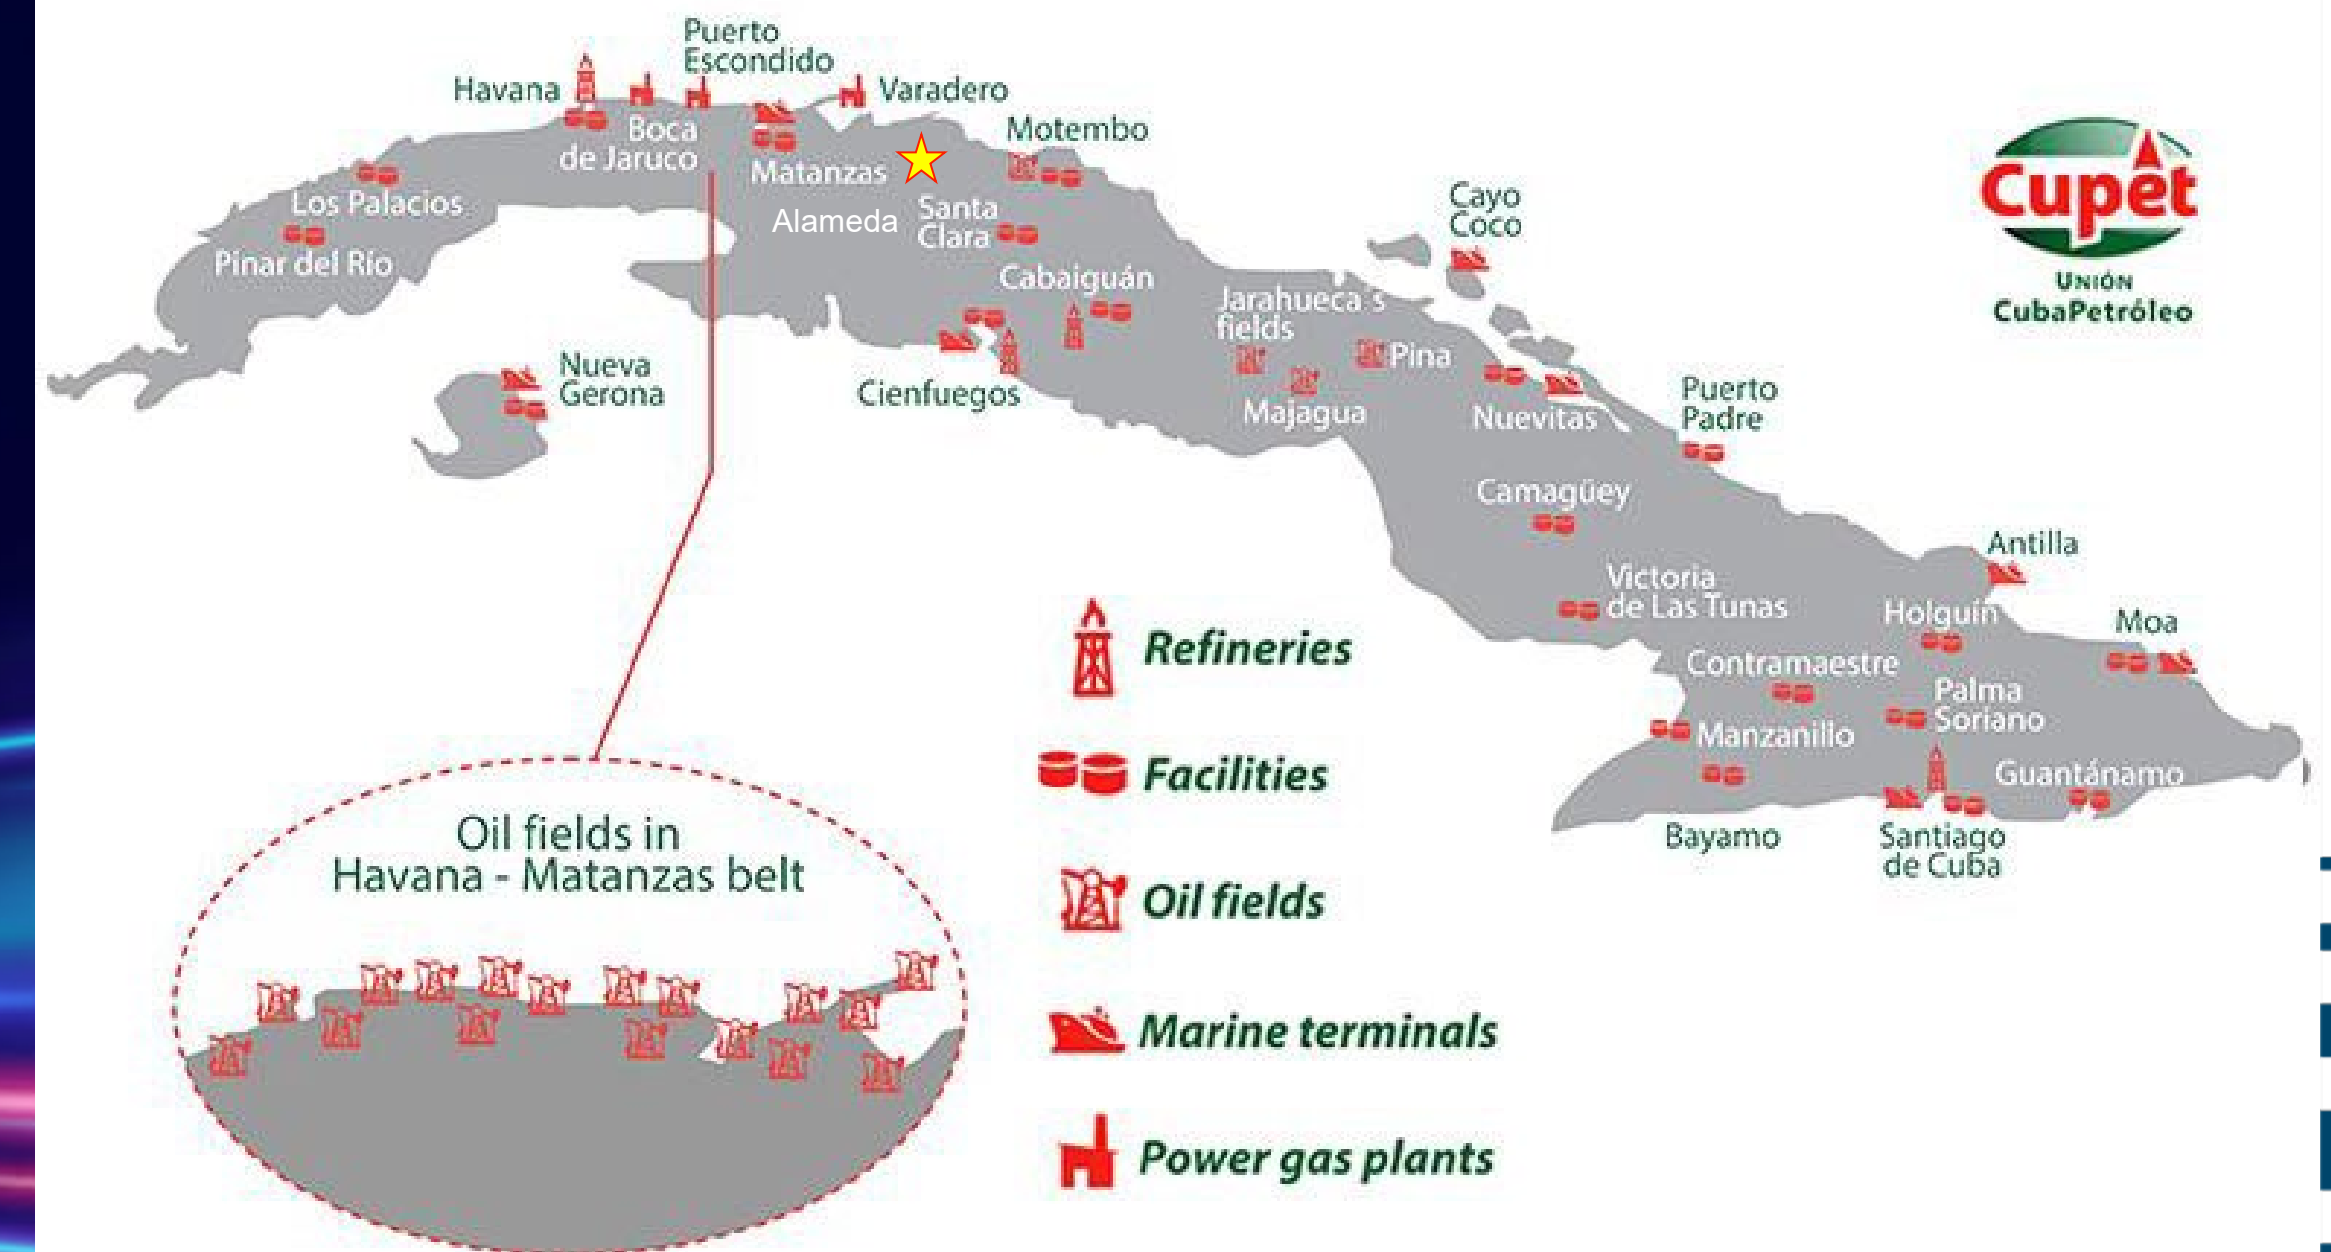 Puerto
Escondido
Havana
Varadero
Boca
de Jaruco
Motembo
Matanzas
Los Palacios
Alameda
Santa
Clara
Pinar del Río
Cabaiguán
Cayo
Coco
Cupet
UNIÓN
CubaPetróleo
Jarahueca s
fields
Pina
Nueva
Gerona
Cienfuegos
Majagua
Nuevitas
Puerto
Padre
Camagüey
Antilla
Victoria
de Las Tunas
Holguín
Moa
Contramaestre
Palma
Soriano
Manzanillo
Guantánamo
Bayamo
Santiago
de Cuba
Oil fields in
Havana - Matanzas belt
Refineries
Facilities
Oil fields
Marine terminals
Power gas plants